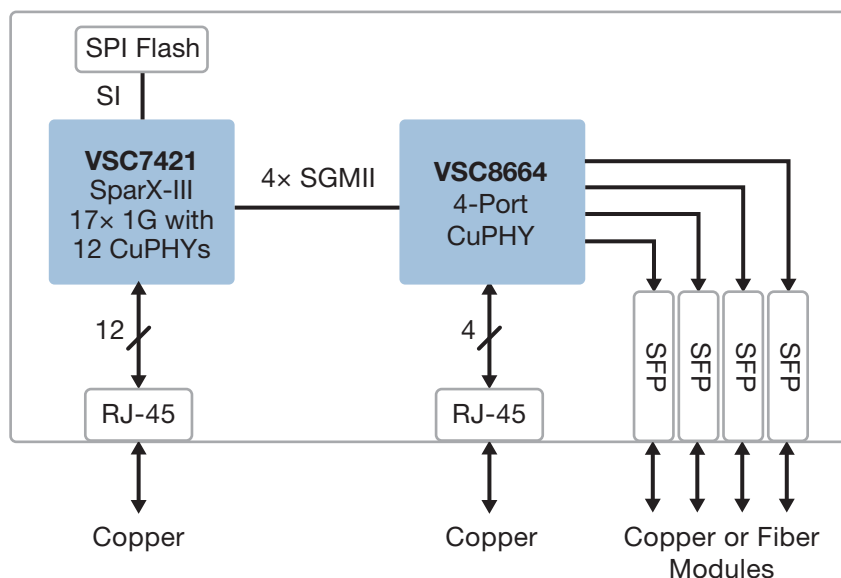 SPI Flash
SI
VSC7421
SparX-III
17× 1G with
12 CuPHYs
4× SGMII
VSC8664
4-Port
CuPHY
12
4
SFP
SFP
SFP
SFP
RJ-45
RJ-45
Copper
Copper
Copper or Fiber
Modules